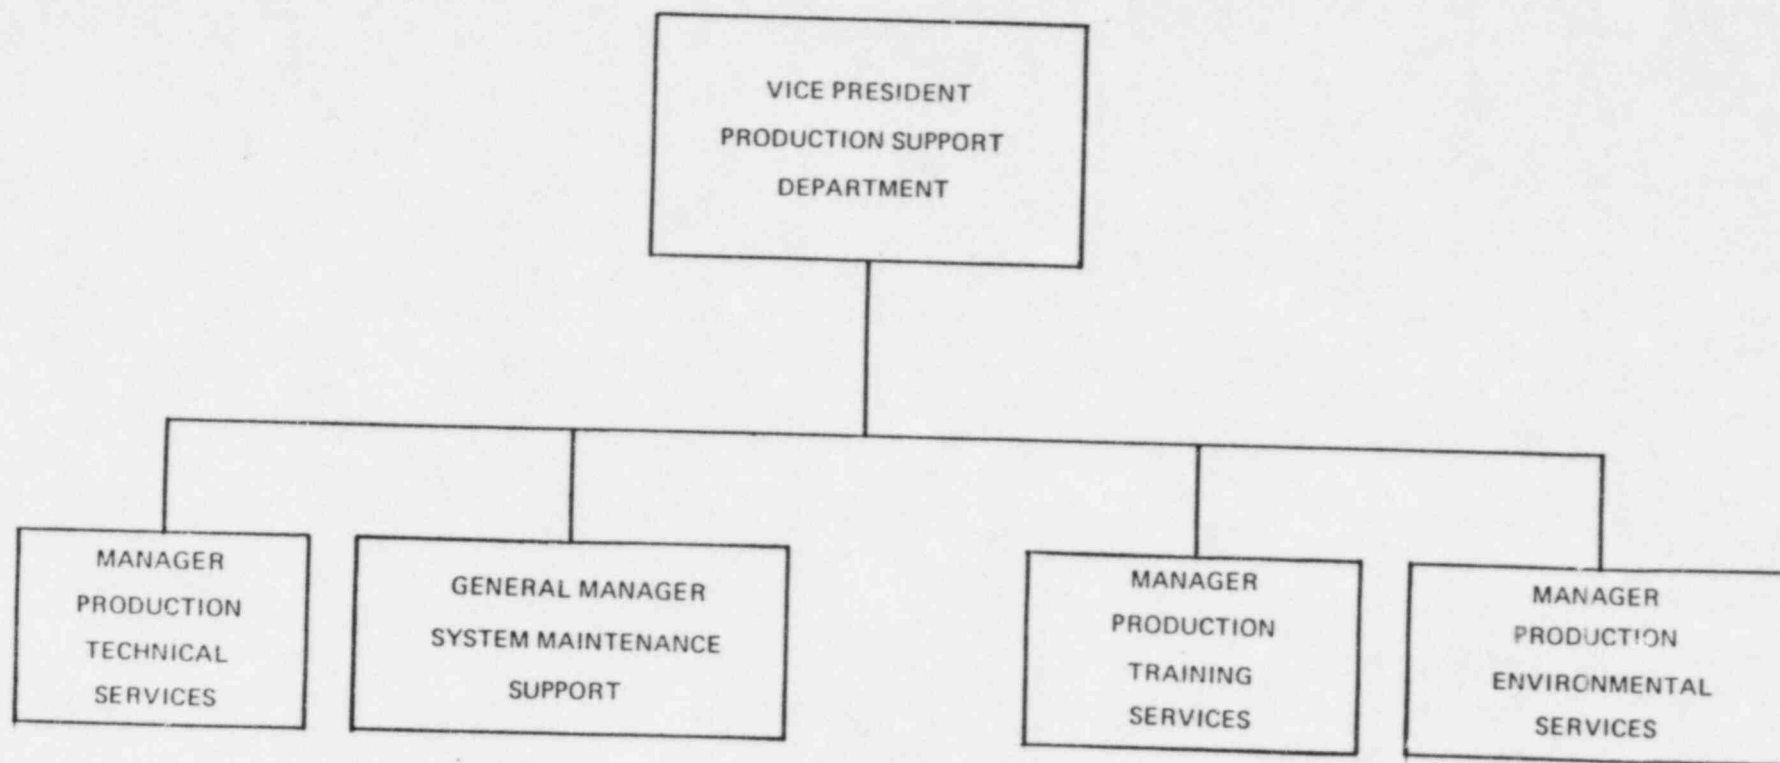 VICE PRESIDENT
PRODUCTION SUPPORT
DEPARTMENT
MANAGER
PRODUCTION
TECHNICAL
SERVICES
GENERAL MANAGER
SYSTEM MAINTENANCE
SUPPORT
MANAGER
PRODUCTION
TRAINING
SERVICES
MANAGER
PRODUCTION
ENVIRONMENTAL
SERVICES